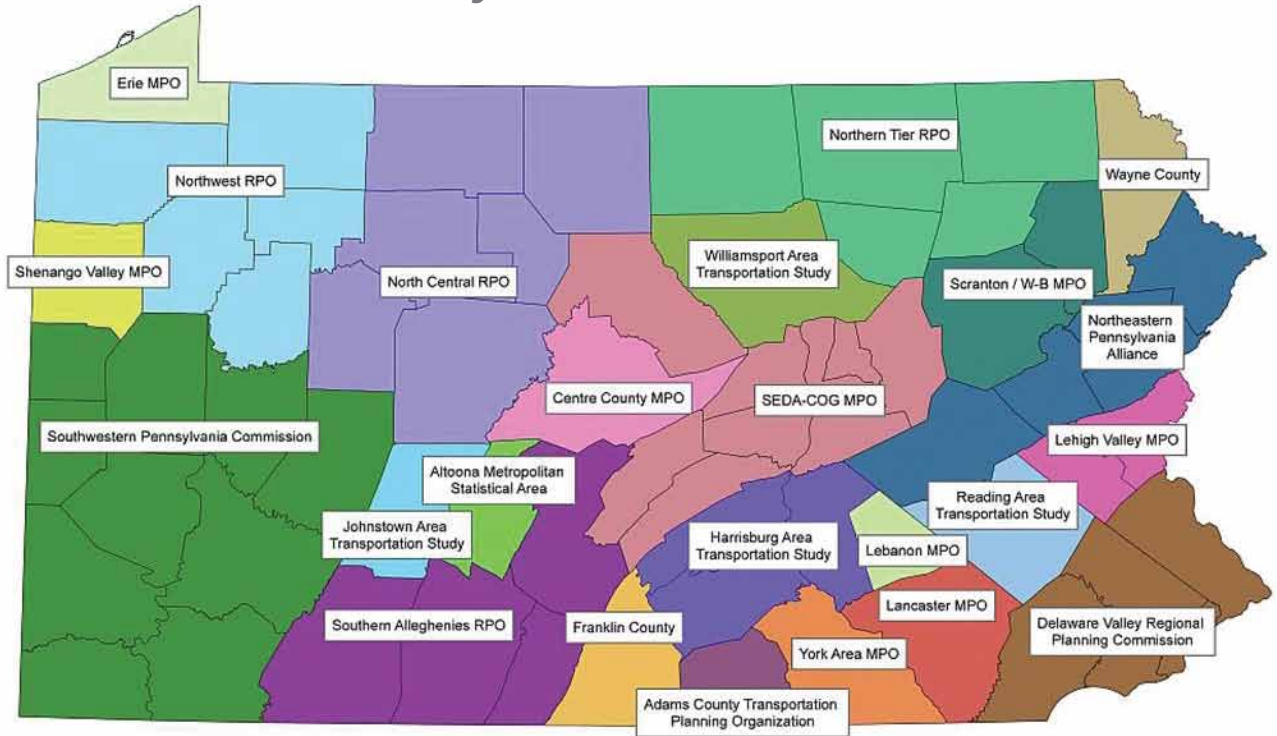 Erie MPO
Northern Tier RPO
Northwest RPO
Wayne County
Shenango Valley MPO
North Central RPO
Williamsport Area
Transportation Study
Scranton / W-B MPO
Northeastern
Pennsylvania
Alliance
Centre County MPO
SEDA-COG MPO
Southwestern Pennsylvania Commission
Lehigh Valley MPO
Altoona Metropolitan
Statistical Area
Reading Area
Transportation Study
Johnstown Area
Transportation Study
Harrisburg Area
Transportation Study
Lebanon MPO
Lancaster MPO
Southern Alleghenies RPO
Franklin County
Delaware Valley Regional
Planning Commission
York Area MPO
Adams County Transportation
Planning Organization